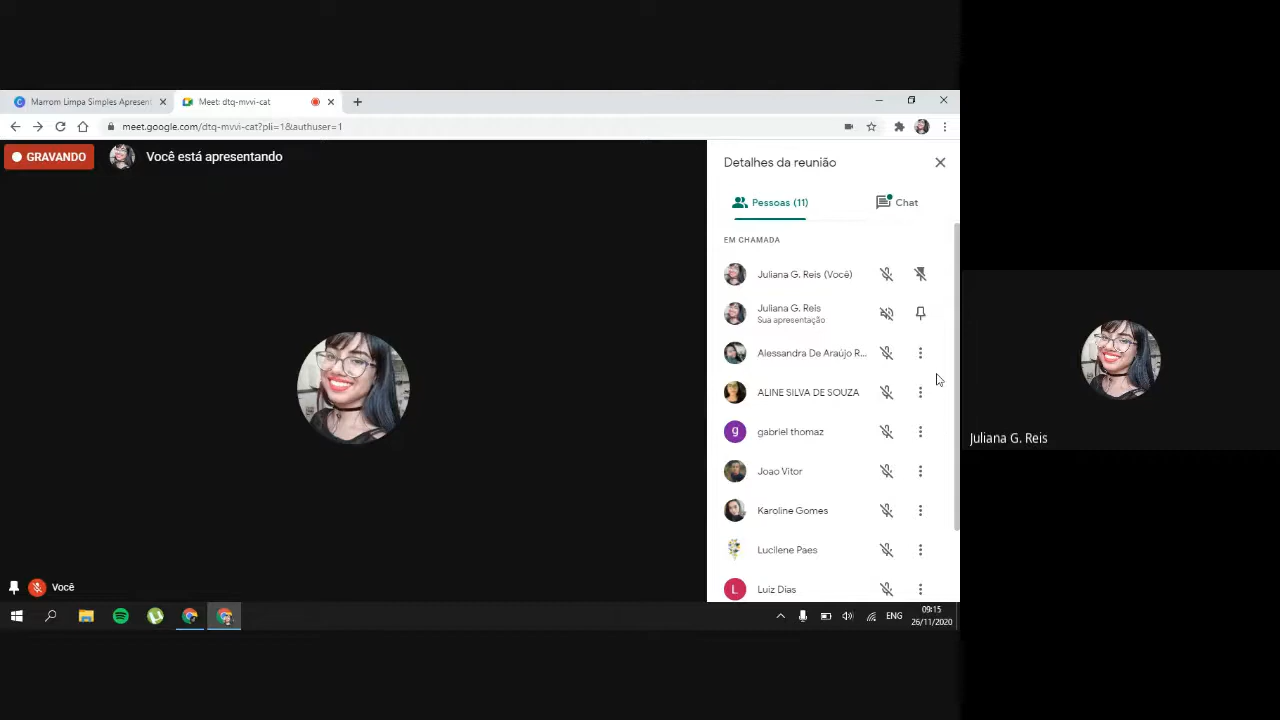 Marrom Limpa Simples Apresent
Meet: dtq-mvvi-cat
meet.google.com/dtq-mvvi-cat?pli=1&authuser=1
GRAVANDO
Você está apresentando
Detalhes da reunião
Pessoas (11)
Chat
EM CHAMADA
Juliana G. Reis (Você)
Juliana G. Reis
Sua apresentação
Alessandra De Araújo R...
ALINE SILVA DE SOUZA
g
gabriel thomaz
Joao Vitor
Karoline Gomes
Lucilene Paes
L
Luiz Dias
Você
Juliana G. Reis
ENG
09:15
26/11/2020